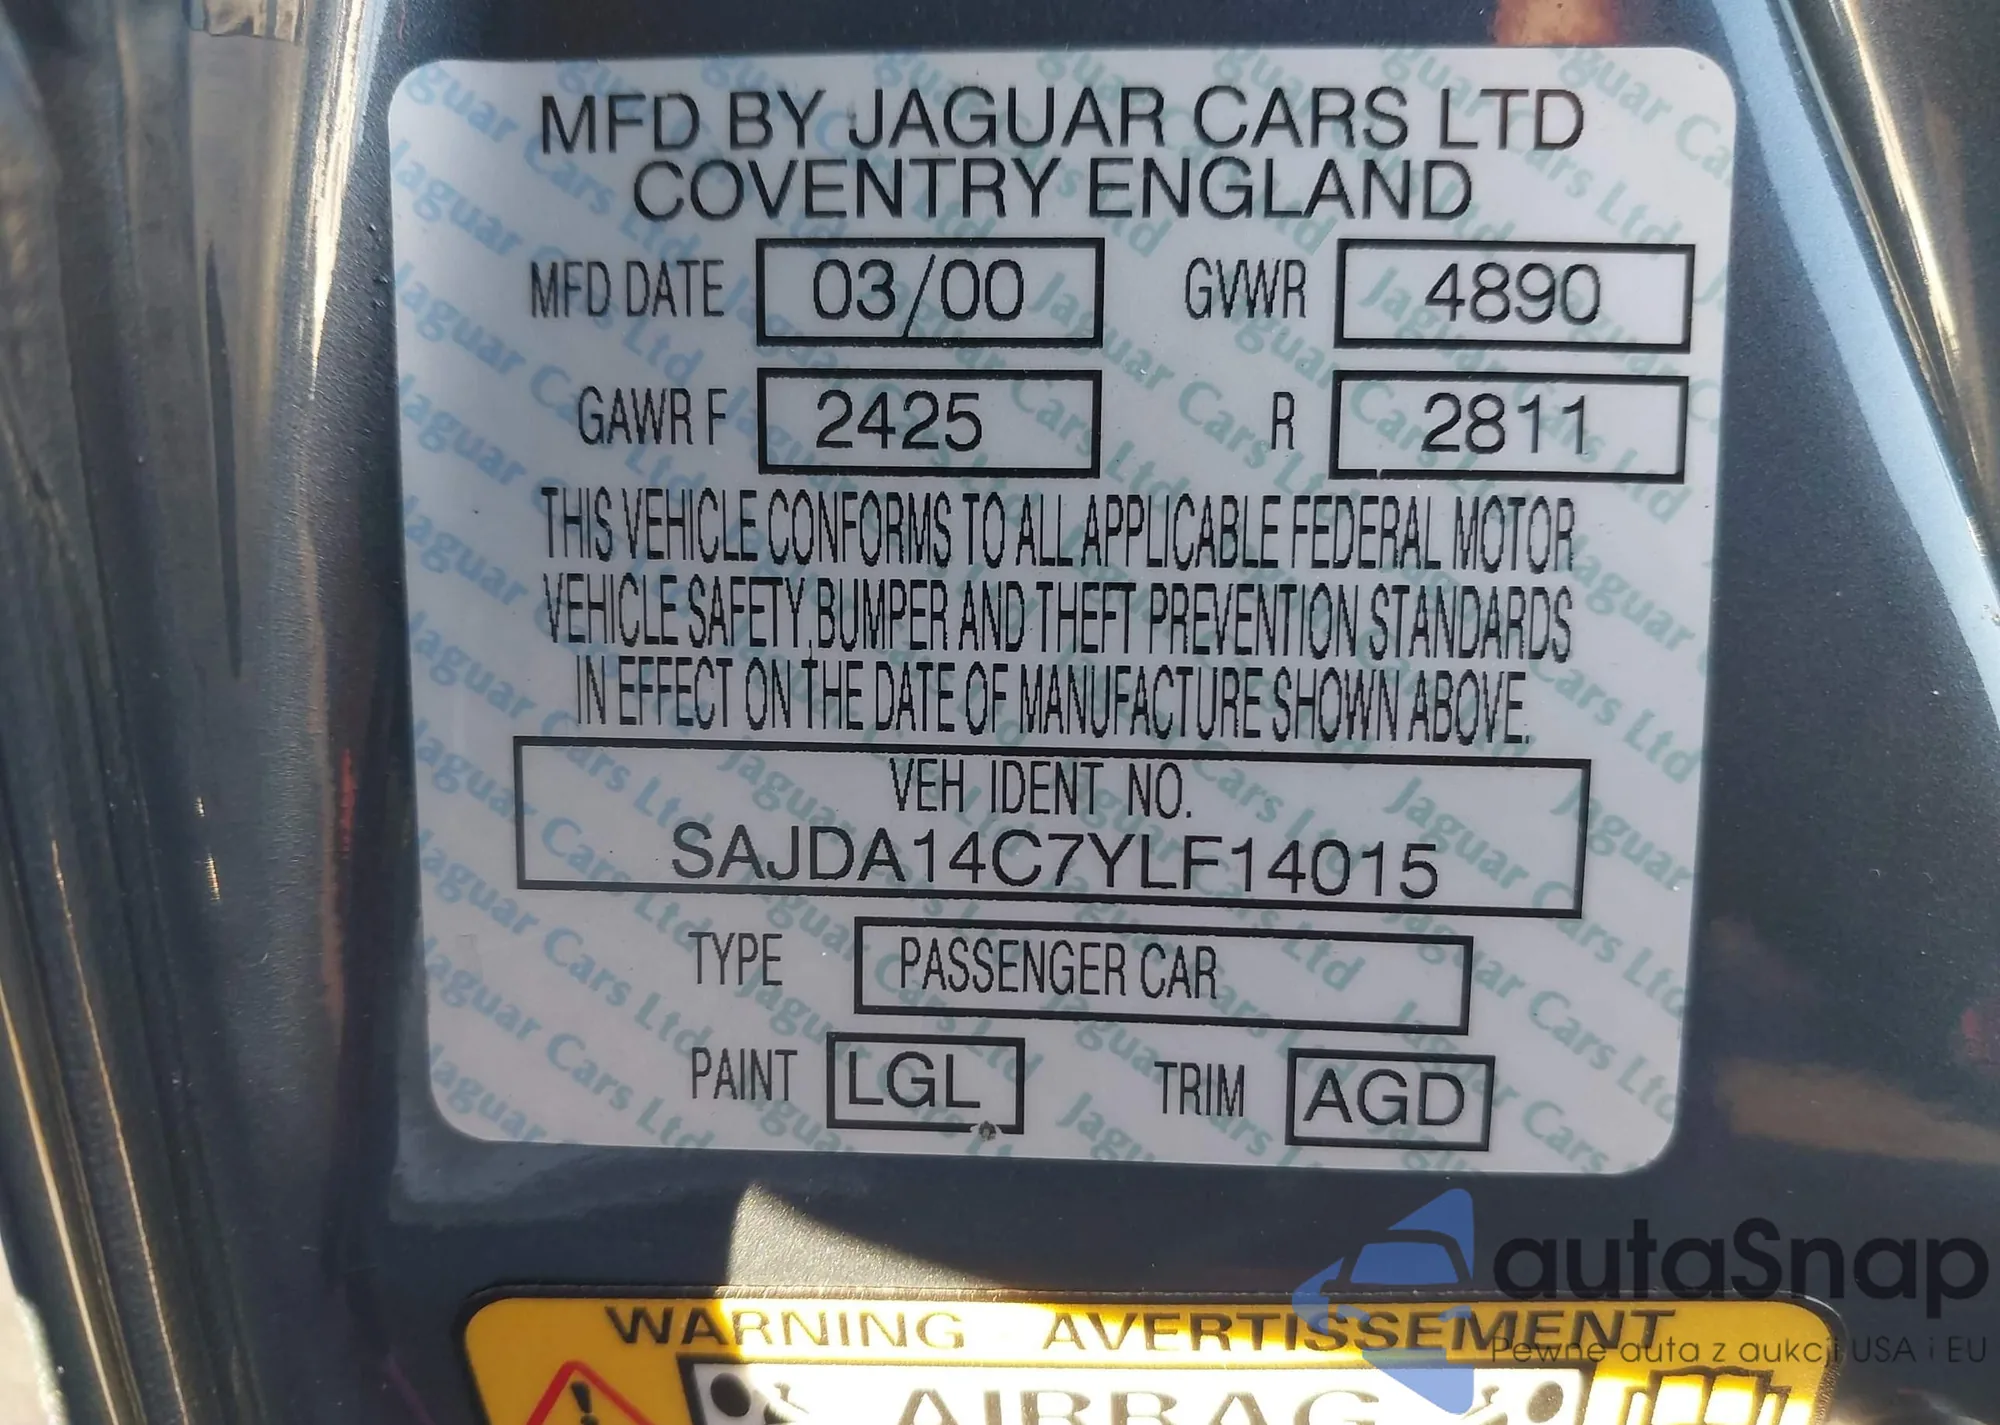 MFD BY JAGUAR CARS LTD
COVENTRY ENGLAND
MFD DATE 03/00 GVWR 4890
GAWR F 2425 R 2811
THIS VEHICLE CONFORMS TO ALL APPLICABLE FEDERAL MOTOR
VEHICLE SAFETY, BUMPER AND THEFT PREVENTION STANDARDS
IN EFFECT ON THE DATE OF MANUFACTURE SHOWN ABOVE.
VEH IDENT NO.
SAJDA14C7YLF14015
TYPE PASSENGER CAR
PAINT LGL TRIM AGD
WARNING AVERTISSEMENT
AIRBAG
autaSnap
Pewne auta z aukcji USA i EU